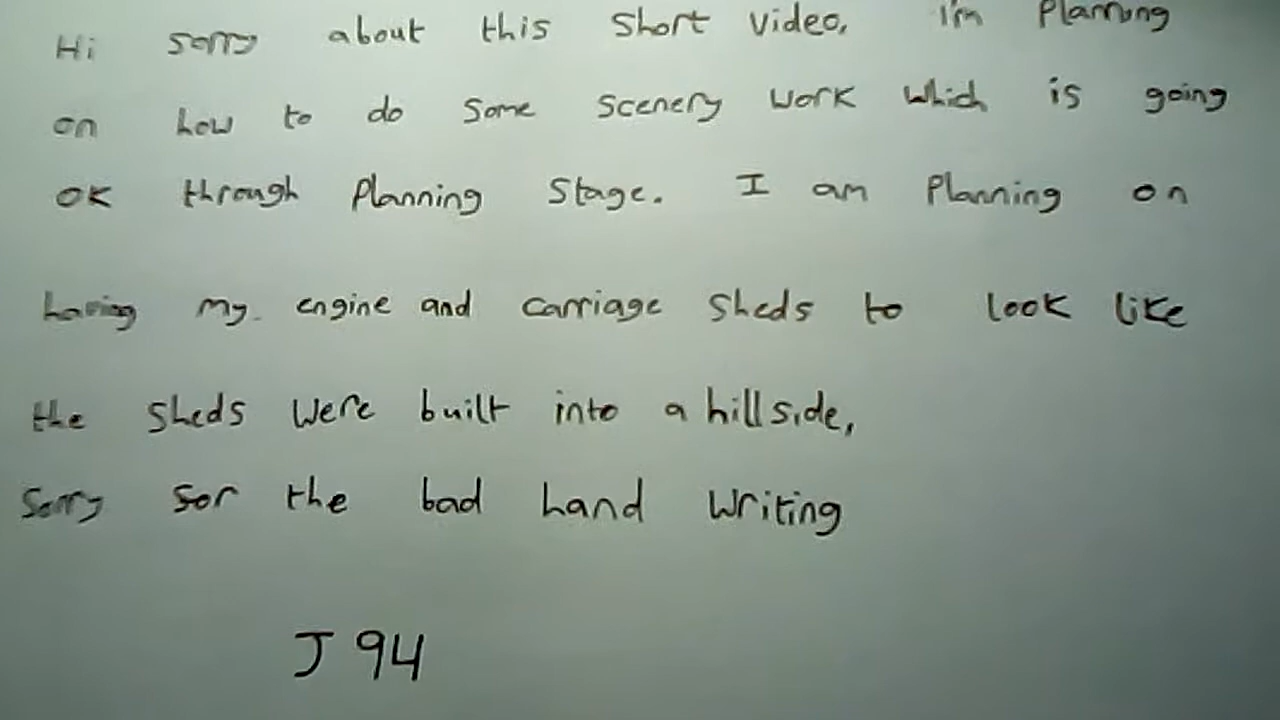 Hi sorry about this short video, I'm Planning
on how to do some scenery work which is going
OK through Planning Stage. I am Planning on
having my engine and carriage sheds to look like
the sheds were built into a hillside,
Sorry for the bad hand writing
J94